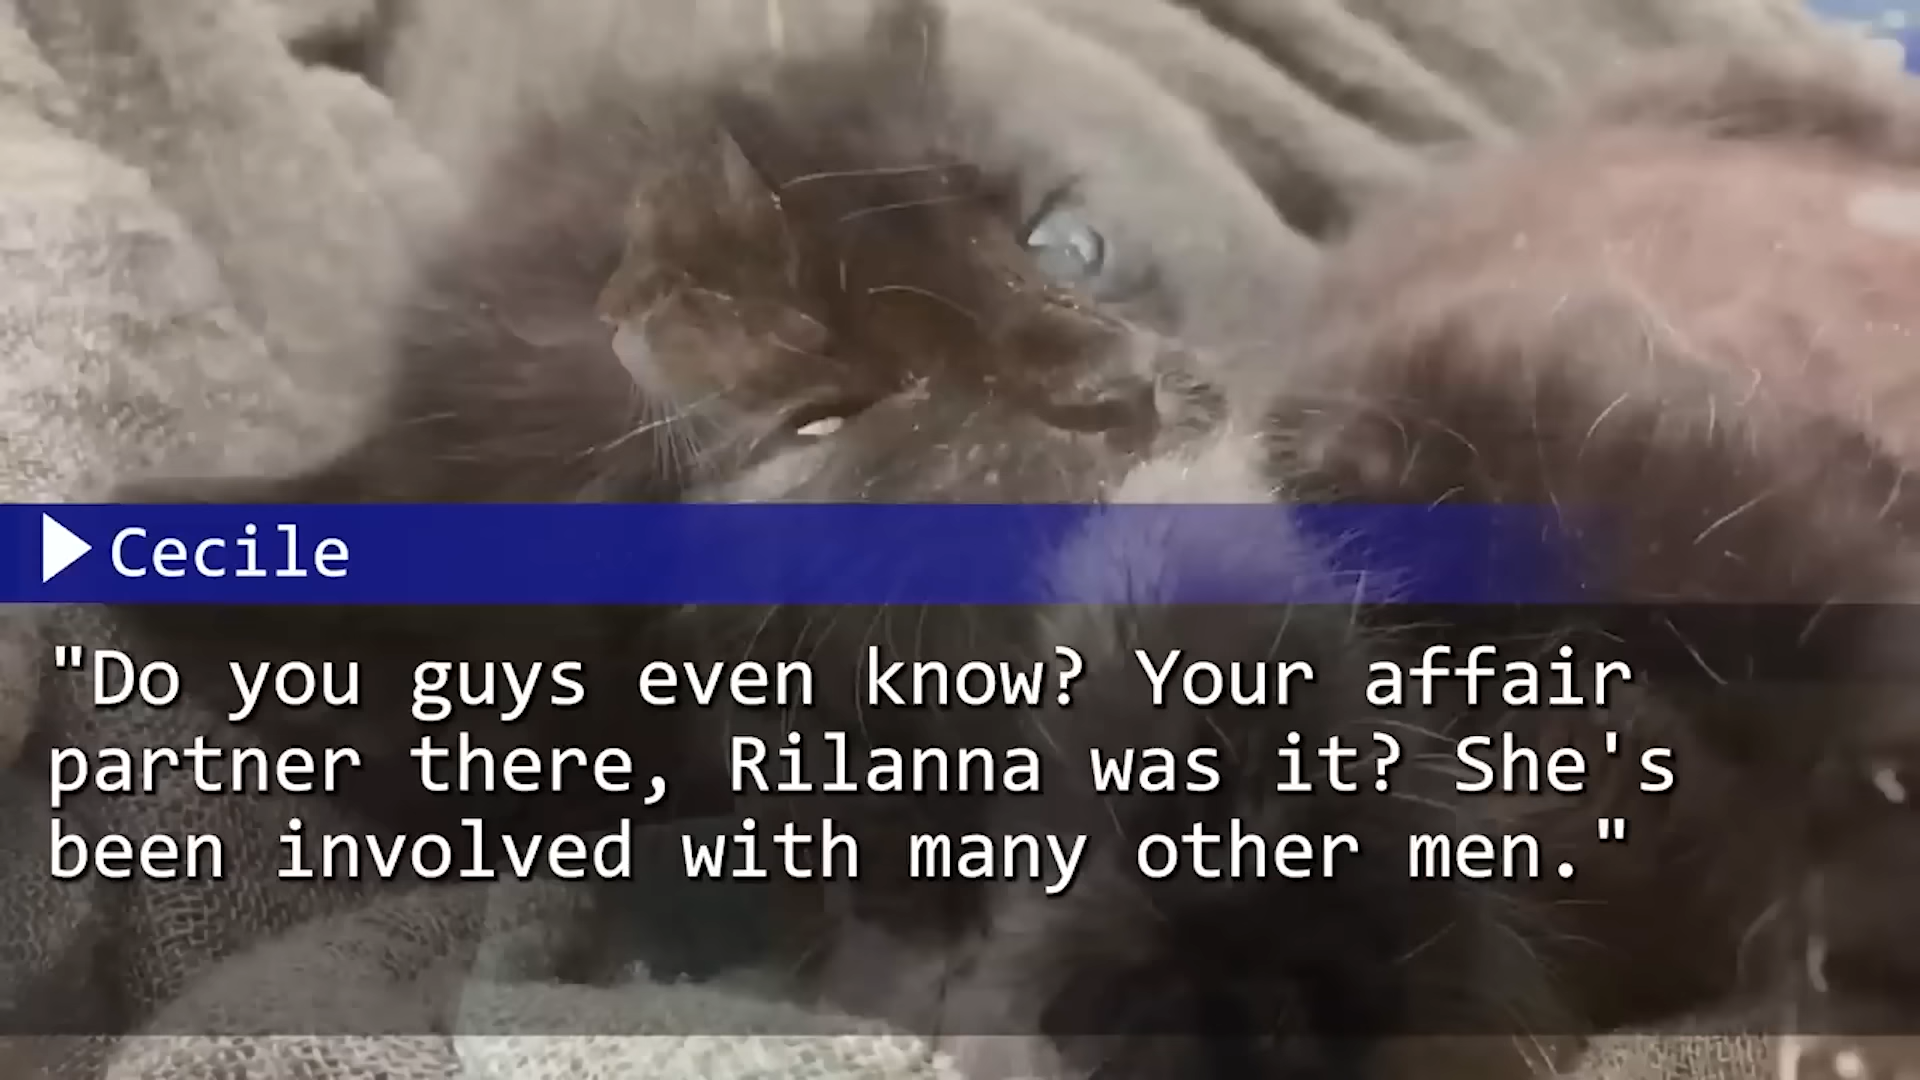 Cecile
"Do you guys even know? Your affair
partner there, Rilanna was it? She's
been involved with many other men."